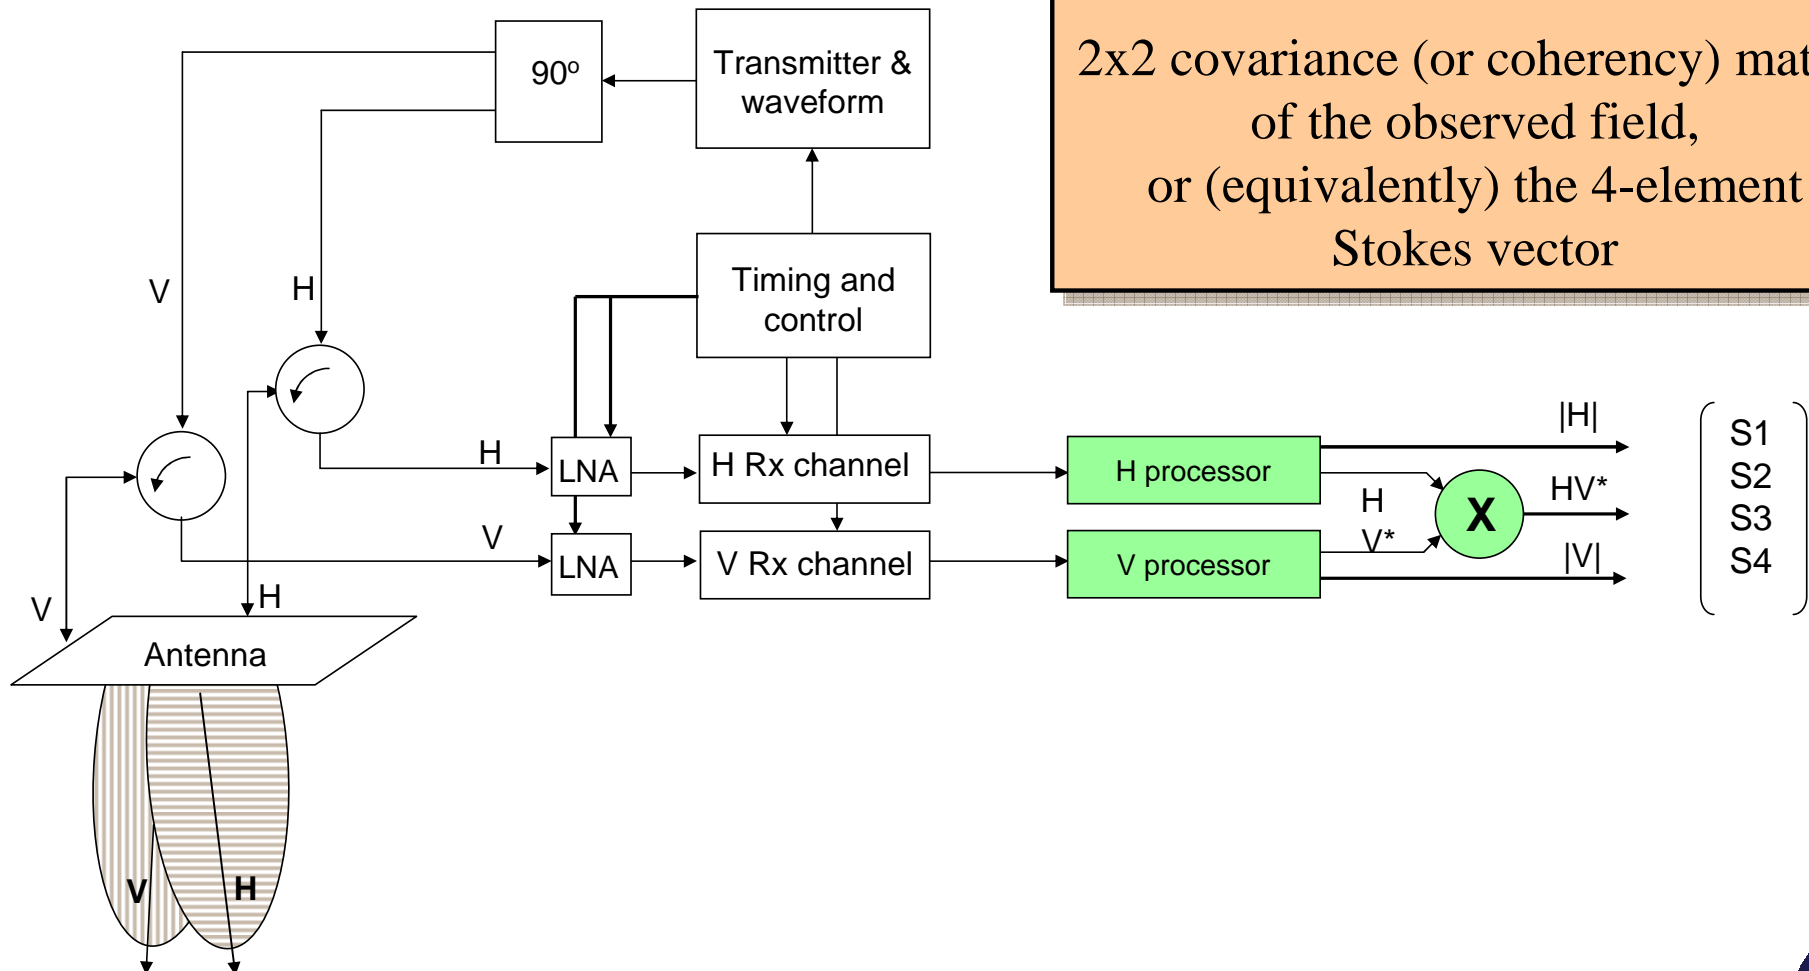 90º
Transmitter &
waveform
2x2 covariance (or coherency)
of the observed field,
or (equivalently) the 4-element
Stokes vector
V
H
Timing and
control
H
LNA
H Rx channel
H processor
|H|
H
V*
X
HV*
S1
S2
S3
S4
V
LNA
V Rx channel
V processor
|V|
V
H
Antenna
V
H